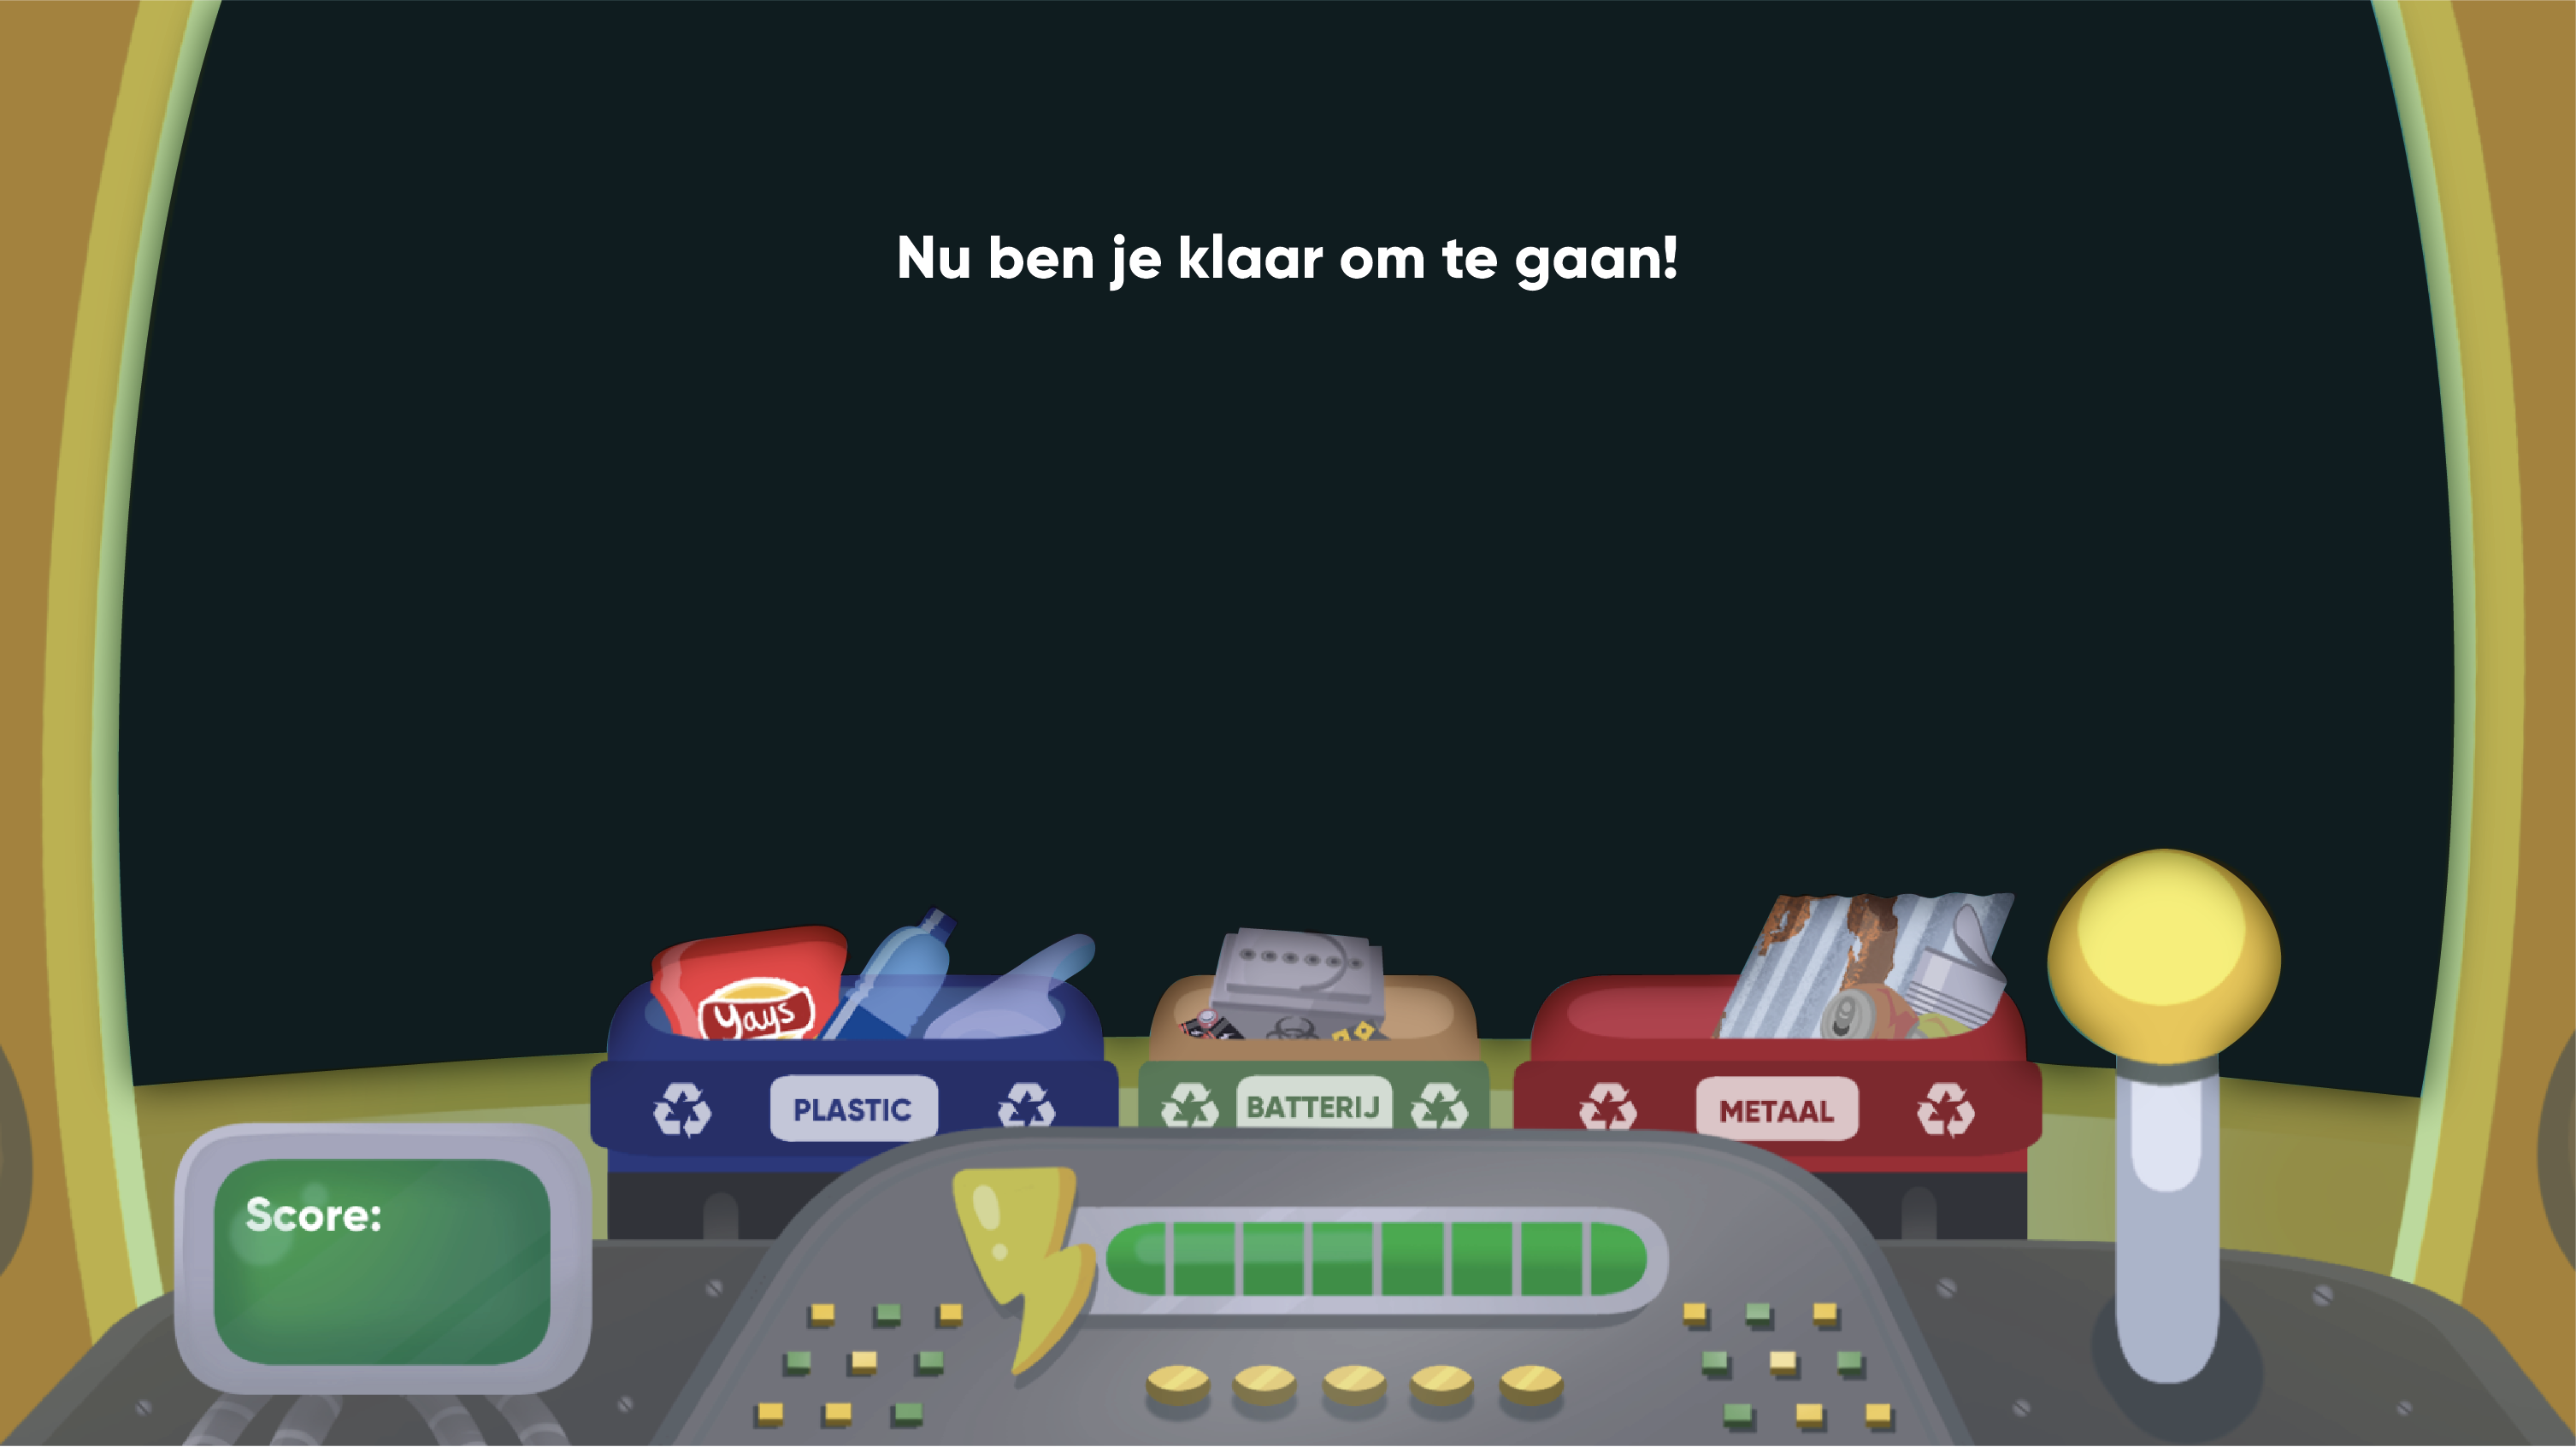 Nu ben je klaar om te gaan!
Yays
PLASTIC
BATTERIJ
METAAL
Score: